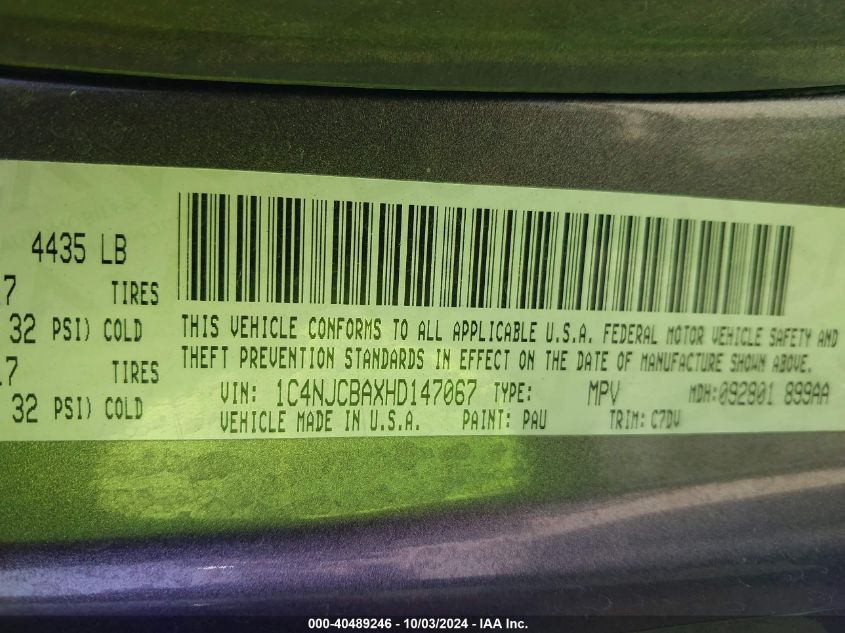 4435 LB
7 TIRES
32 PSI) COLD
17 TIRES
32 PSI) COLD
THIS VEHICLE CONFORMS TO ALL APPLICABLE U.S.A. FEDERAL MOTOR VEHICLE SAFETY AND
THEFT PREVENTION STANDARDS IN EFFECT ON THE DATE OF MANUFACTURE SHOWN ABOVE.
VIN: 1C4NJCBAXHD147067 TYPE: MPV MDH:092801 899AA
VEHICLE MADE IN U.S.A. PAINT: PAU TRIM: C7DV
000-40489246 - 10/03/2024 - IAA Inc.